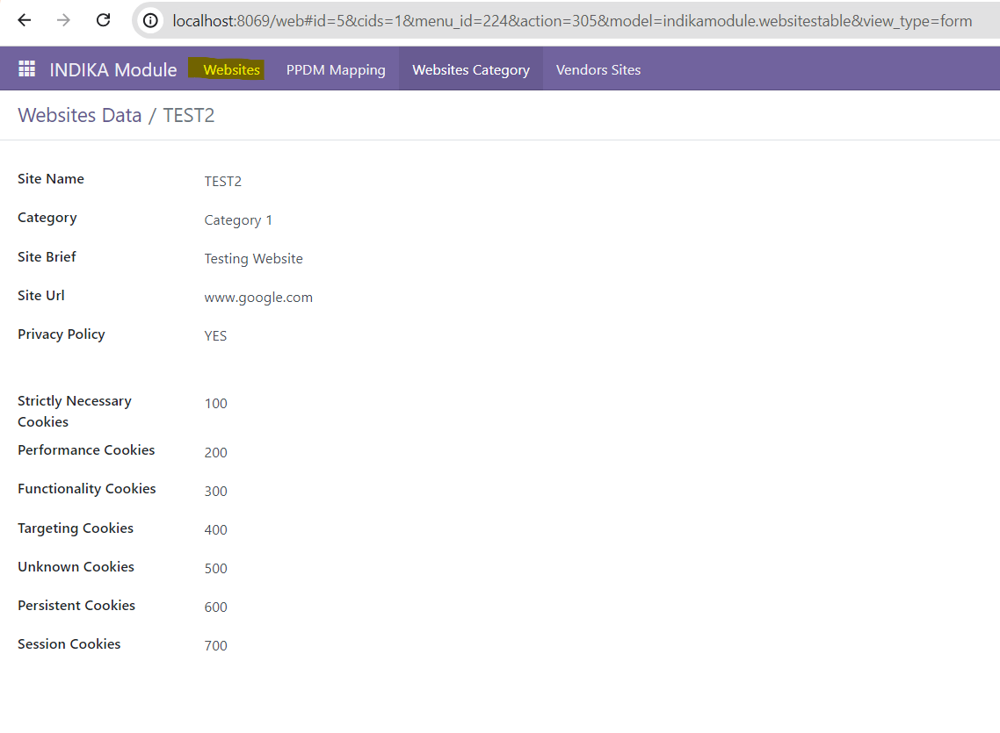 localhost:8069/web#id=5&cids=1&menu_id=224&action=305&model=indikamodule.websitestable&view_type=form
INDIKA Module Websites PPDM Mapping Websites Category Vendors Sites
Websites Data / TEST2
Site Name TEST2
Category Category 1
Site Brief Testing Website
Site Url www.google.com
Privacy Policy YES
Strictly Necessary
Cookies 100
Performance Cookies 200
Functionality Cookies 300
Targeting Cookies 400
Unknown Cookies 500
Persistent Cookies 600
Session Cookies 700